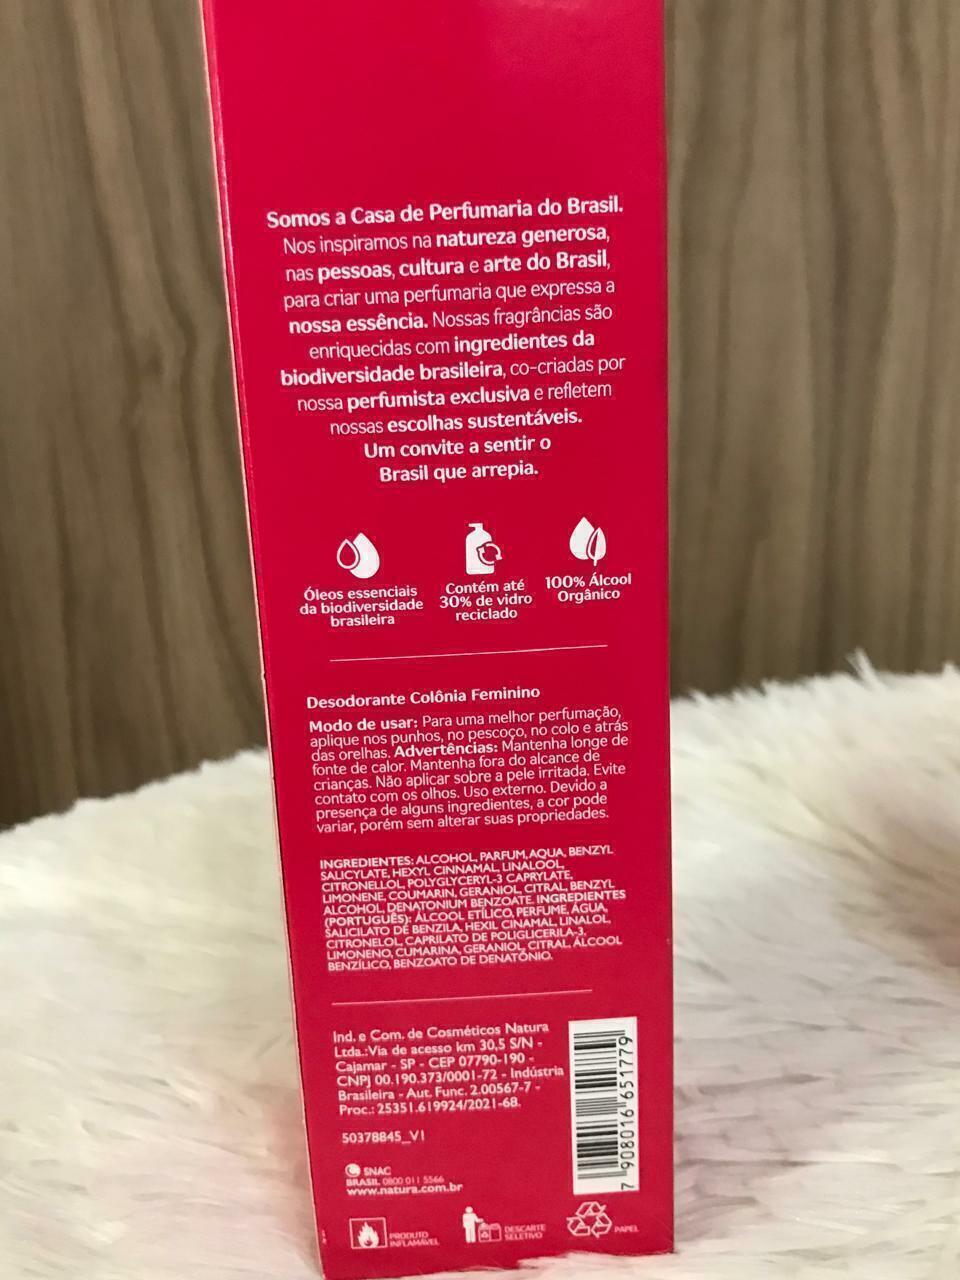 Somos a Casa de Perfumaria do Brasil.
Nos inspiramos na natureza generosa,
nas pessoas, cultura e arte do Brasil,
para criar uma perfumaria que expressa a
nossa essência. Nossas fragrâncias são
enriquecidas com ingredientes da
biodiversidade brasileira, co-criadas por
nossa perfumista exclusiva e refletem
nossas escolhas sustentáveis.
Um convite a sentir o
Brasil que arrepia.
Óleos essenciais
da biodiversidade
brasileira
Contém até
30% de vidro
reciclado
100% Álcool
Orgânico
Desodorante Colônia Feminino
Modo de usar: Para uma melhor perfumação,
aplique nos punhos, no pescoço, no colo e atrás
das orelhas. Advertências: Mantenha longe de
fonte de calor. Mantenha fora do alcance de
crianças. Não aplicar sobre a pele irritada. Evite
contato com os olhos. Uso externo. Devido a
presença de alguns ingredientes, a cor pode
variar, porém sem alterar suas propriedades.
INGREDIENTES: ALCOHOL, PARFUM, AQUA, BENZYL
SALICYLATE, HEXYL CINNAMAL, LINALOOL,
CITRONELLOL, POLYGLYCERYL-3 CAPRYLATE,
LIMONENE, COUMARIN, GERANIOL, CITRAL, BENZYL
ALCOHOL, DENATONIUM BENZOATE. INGREDIENTES
(PORTUGUÊS): ÁLCOOL ETÍLICO, PERFUME, ÁGUA,
SALICILATO DE BENZILA, HEXIL CINAMAL, LINALOL,
CITRONELOL, CAPRILATO DE POLIGLICERILA-3,
LIMONENO, CUMARINA, GERANIOL, CITRAL, ÁLCOOL
BENZÍLICO, BENZOATO DE DENATÔNIO.
Ind. e Com. de Cosméticos Natura
Ltda.: Via de acesso km 30,5 S/N -
Cajamar - SP - CEP 07790-190 -
CNPJ 00.190.373/0001-72 - Indústria
Brasileira - Aut. Func. 2.00567-7 -
Proc.: 25351.619924/2021-68.
50378845_V1
SNAC
BRASIL 0800 011 5566
www.natura.com.br
7 908016 651779
PRODUTO
INFLAMÁVEL
DESCARTE
SELETIVO
PAPEL